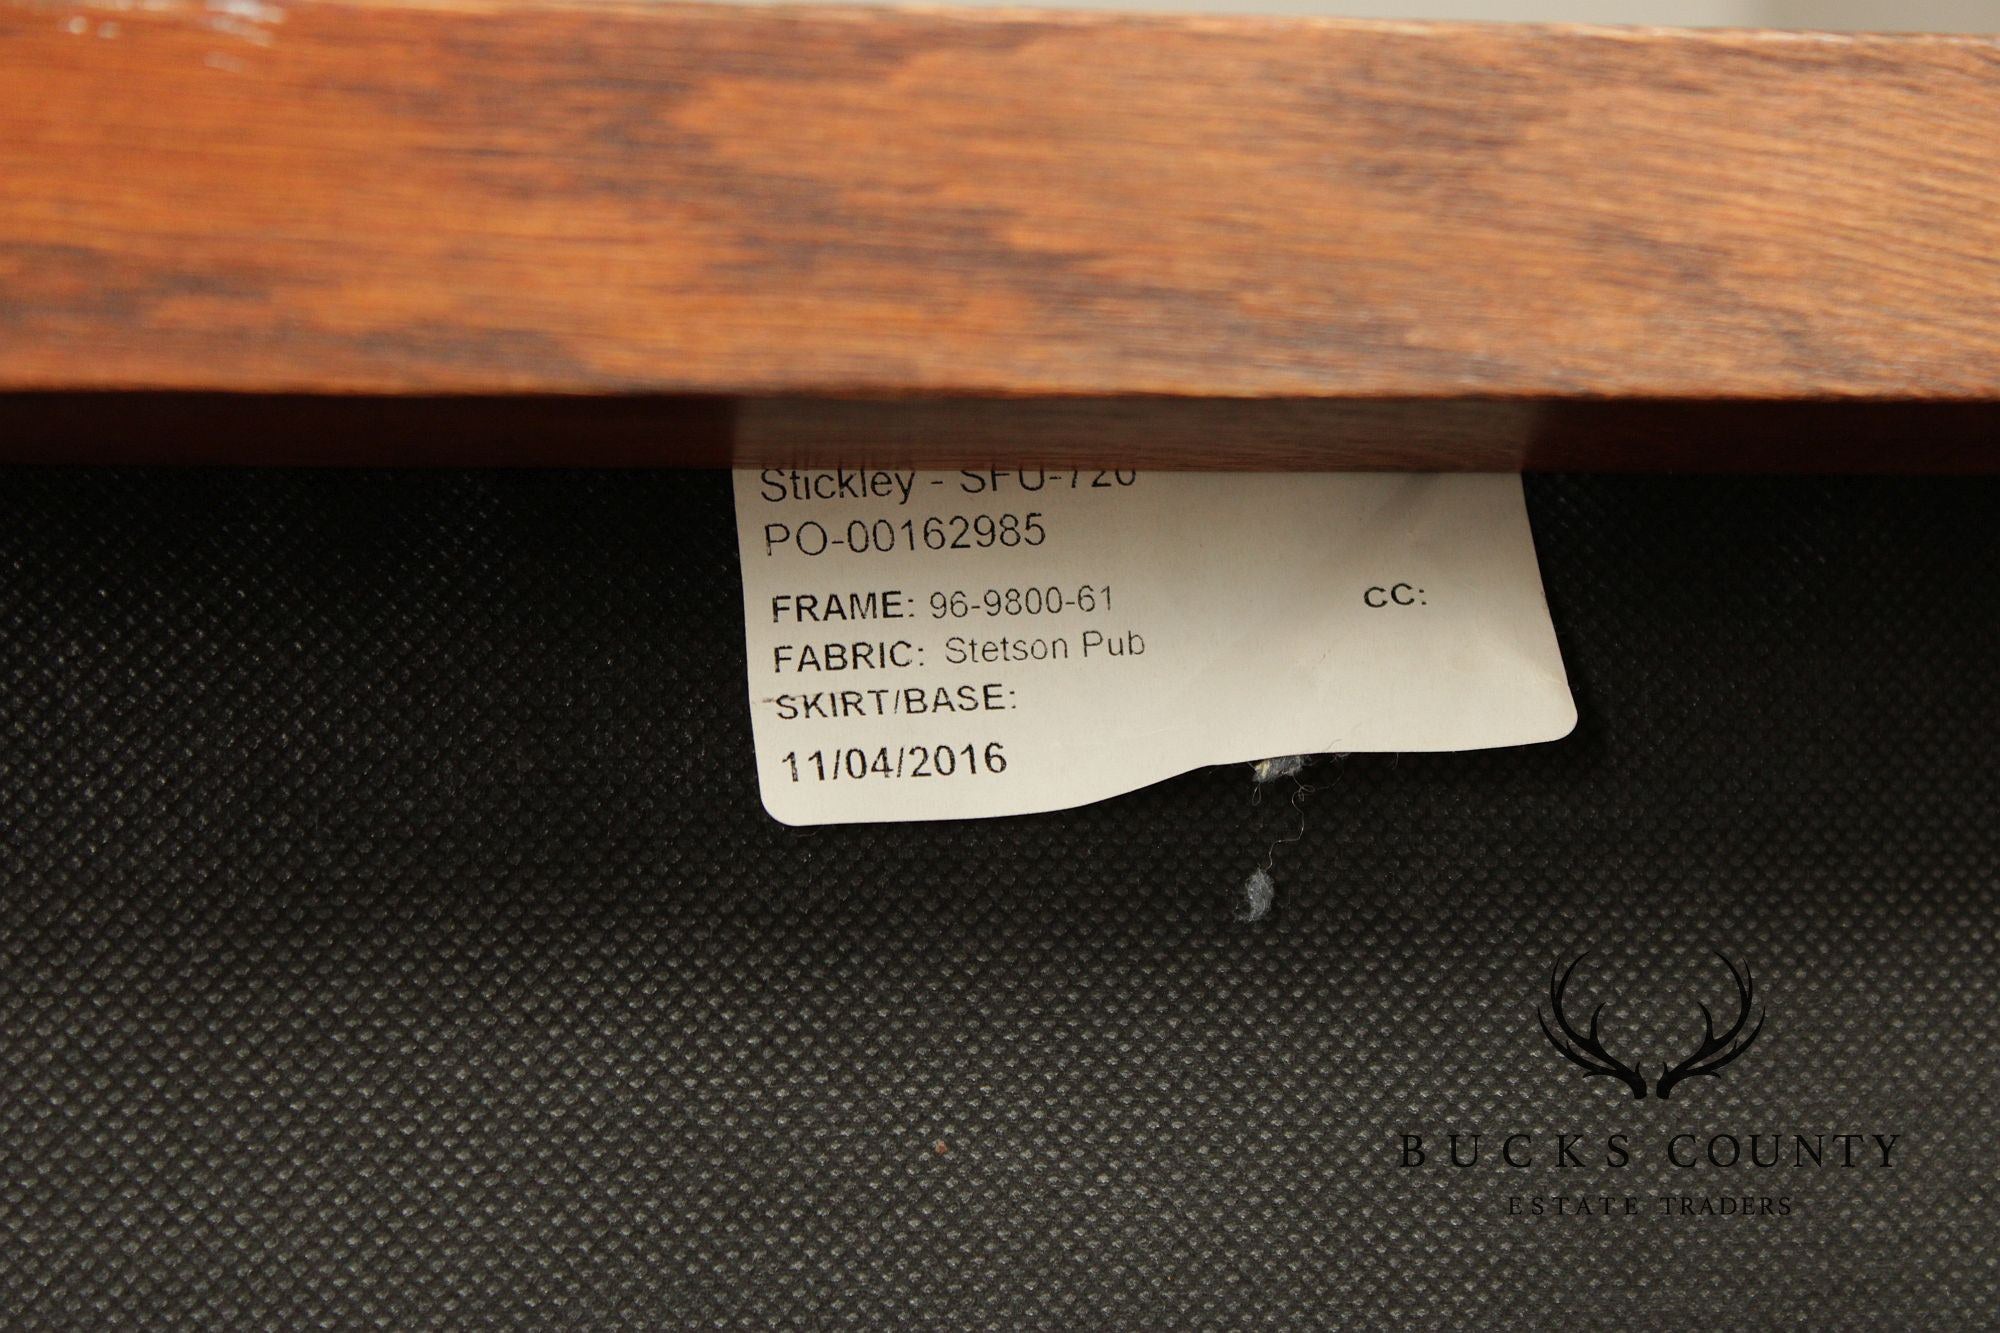 Stickley - SFU-720
PO-00162985
FRAME: 96-9800-61 CC:
FABRIC: Stetson Pub
SKIRT/BASE:
11/04/2016
BUCKS COUNTY
ESTATE TRADERS